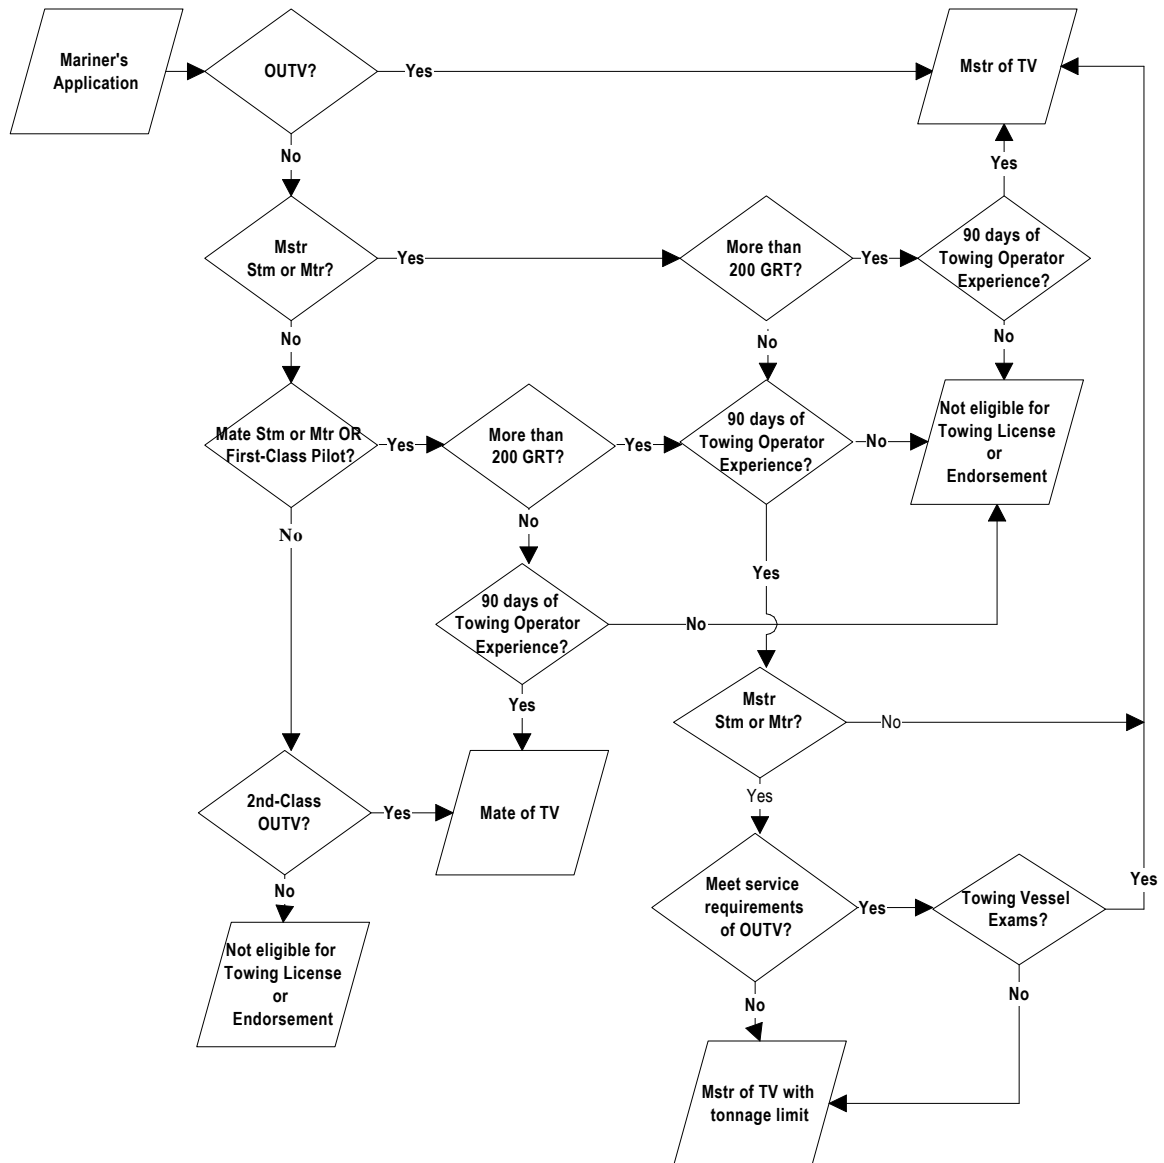 Mariner's
Application
OUTV?
Yes
Mstr of TV
No
Yes
Mstr
Stm or Mtr?
Yes
More than
200 GRT?
Yes
90 days of
Towing Operator
Experience?
No
No
No
Mate Stm or Mtr OR
First-Class Pilot?
Yes
More than
200 GRT?
Yes
90 days of
Towing Operator
Experience?
No
Not eligible for
Towing License
or
Endorsement
No
No
Yes
90 days of
Towing Operator
Experience?
No
Yes
Mstr
Stm or Mtr?
No
2nd-Class
OUTV?
Yes
Mate of TV
Yes
Meet service
requirements
of OUTV?
Yes
Towing Vessel
Exams?
Yes
No
Not eligible for
Towing License
or
Endorsement
No
No
Mstr of TV with
tonnage limit